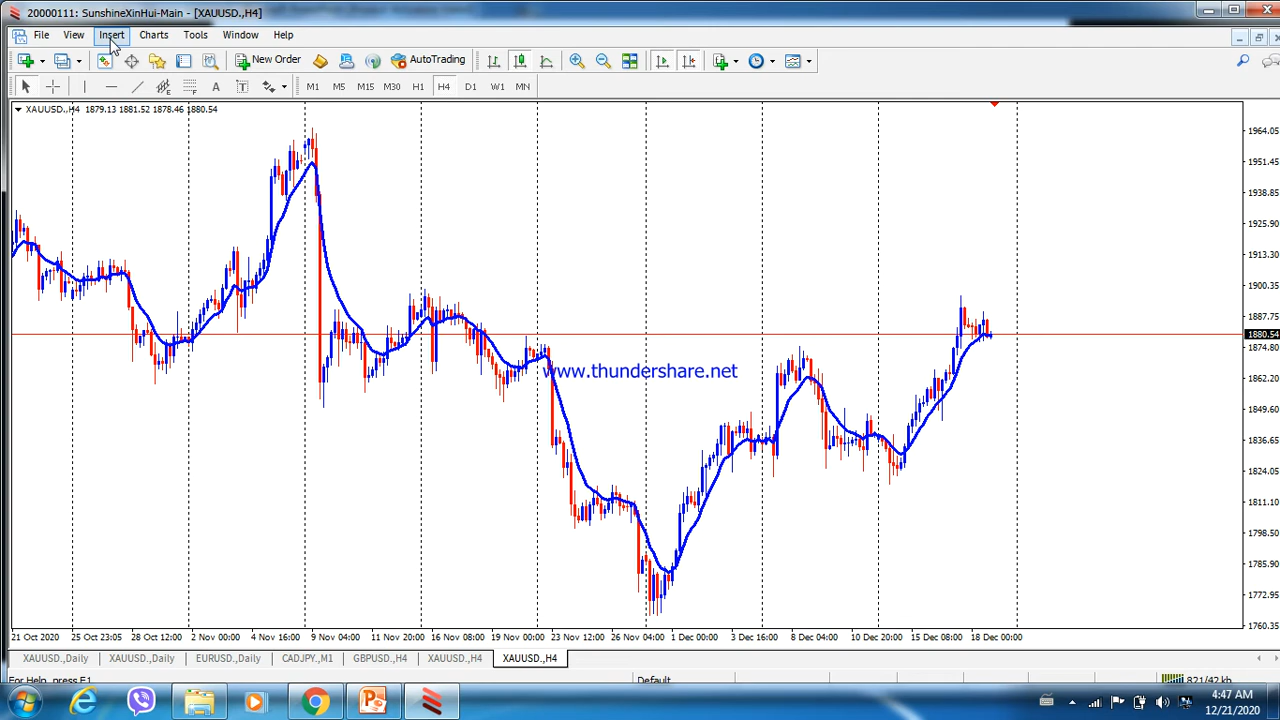 20000111: SunshineXinHui-Main - [XAUUSD.,H4]
File View Insert Charts Tools Window Help
New Order AutoTrading
A T M1 M5 M15 M30 H1 H4 D1 W1 MN
XAUUSD.,H4 1879.13 1881.52 1878.46 1880.54
1964.05
1951.45
1938.85
1925.90
1913.30
1900.35
1887.75
1880.54
1874.80
1862.20
1849.60
1836.65
1824.05
1811.10
1798.50
1785.90
1772.95
1760.35
www.thundershare.net
21 Oct 2020 25 Oct 23:05 28 Oct 12:00 2 Nov 00:00 4 Nov 16:00 9 Nov 04:00 11 Nov 20:00 16 Nov 08:00 19 Nov 00:00 23 Nov 12:00 26 Nov 04:00 1 Dec 00:00 3 Dec 16:00 8 Dec 04:00 10 Dec 20:00 15 Dec 08:00 18 Dec 00:00
XAUUSD.,Daily XAUUSD.,Daily EURUSD.,Daily CADJPY.,M1 GBPUSD.,H4 XAUUSD.,H4 XAUUSD.,H4
For Help, press F1 Default 821/42 kb
4:47 AM
12/21/2020